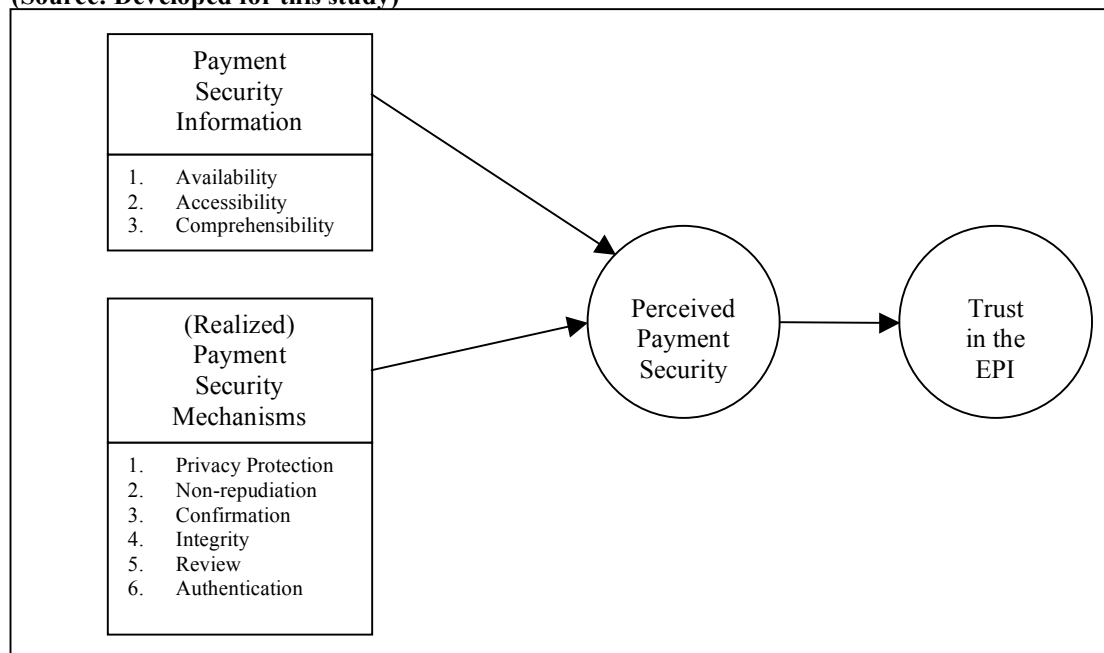 (Source: Developed for this study)
Payment
Security
Information
1. Availability
2. Accessibility
3. Comprehensibility
(Realized)
Payment
Security
Mechanisms
1. Privacy Protection
2. Non-repudiation
3. Confirmation
4. Integrity
5. Review
6. Authentication
Perceived
Payment
Security
Trust
in the
EPI